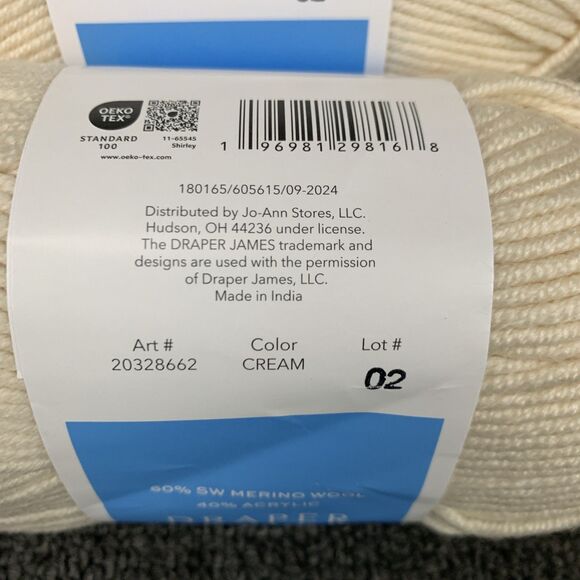 OEKO
TEX®
STANDARD
100
11-65545
Shirley
www.oeko-tex.com
1 96981 29816 8
180165/605615/09-2024
Distributed by Jo-Ann Stores, LLC.
Hudson, OH 44236 under license.
The DRAPER JAMES trademark and
designs are used with the permission
of Draper James, LLC.
Made in India
Art # Color Lot #
20328662 CREAM 02
60% SW MERINO WOOL
40% ACRYLIC
DRAPER